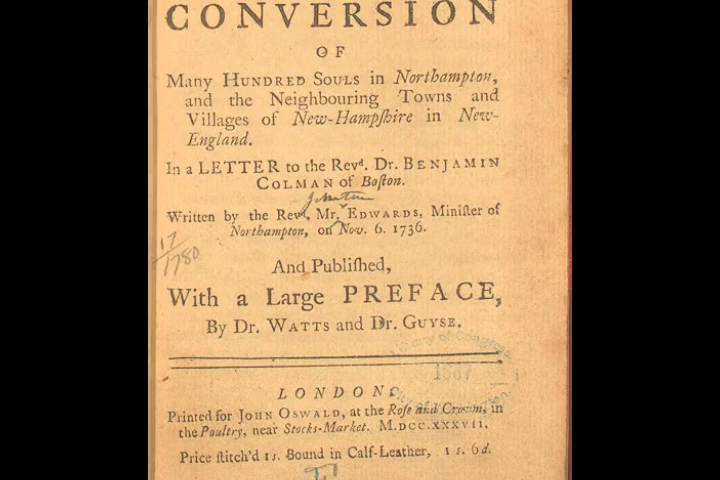 CONVERSION
OF
Many HUNDRED SOULS in Northampton,
and the Neighbouring Towns and
Villages of New-Hampſhire in New-
England.
In a LETTER to the Revᵈ. Dr. BENJAMIN
COLMAN of Boſton.
Jonathan
Written by the Revᵈ. Mr. EDWARDS, Miniſter of
Northampton, on Nov. 6. 1736.
17/1780
And Publiſhed,
With a Large PREFACE,
By Dr. WATTS and Dr. GUYSE.
Library of Congress
1867
LONDON:
Printed for JOHN OSWALD, at the Roſe and Crown, in
the Poultry, near Stocks-Market. M.DCC.XXXVII.
Price ſtitch'd 1s. Bound in Calf-Leather, 1s. 6d.